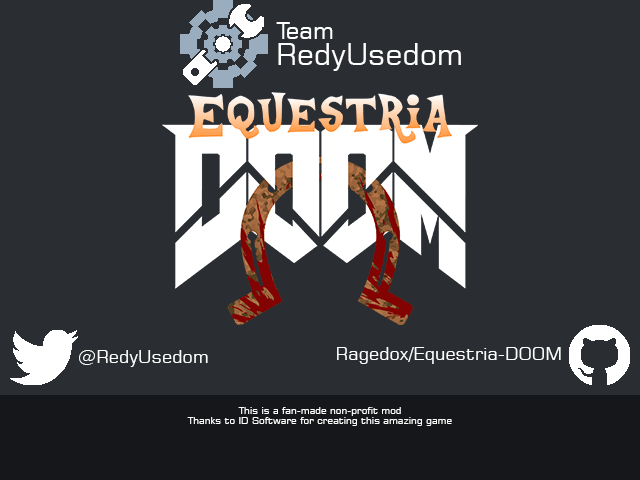 Team
RedyUsedom
EQUESTRiA
DOOM
@RedyUsedom
Ragedox/Equestria-DOOM
This is a fan-made non-profit mod
Thanks to ID Software for creating this amazing game